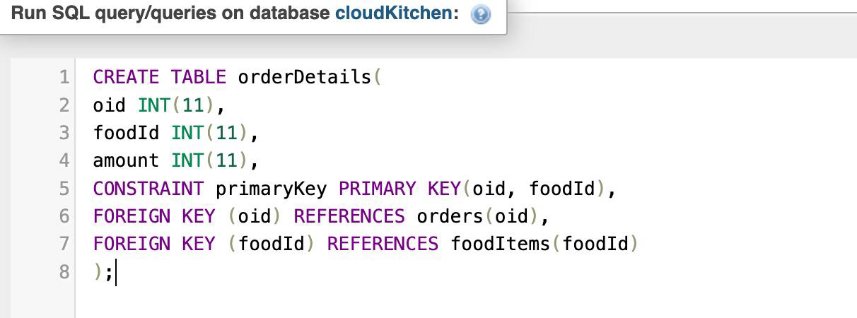 Run SQL query/queries on database cloudKitchen:
1 CREATE TABLE orderDetails(
2 oid INT(11),
3 foodId INT(11),
4 amount INT(11),
5 CONSTRAINT primaryKey PRIMARY KEY(oid, foodId),
6 FOREIGN KEY (oid) REFERENCES orders(oid),
7 FOREIGN KEY (foodId) REFERENCES foodItems(foodId)
8 );